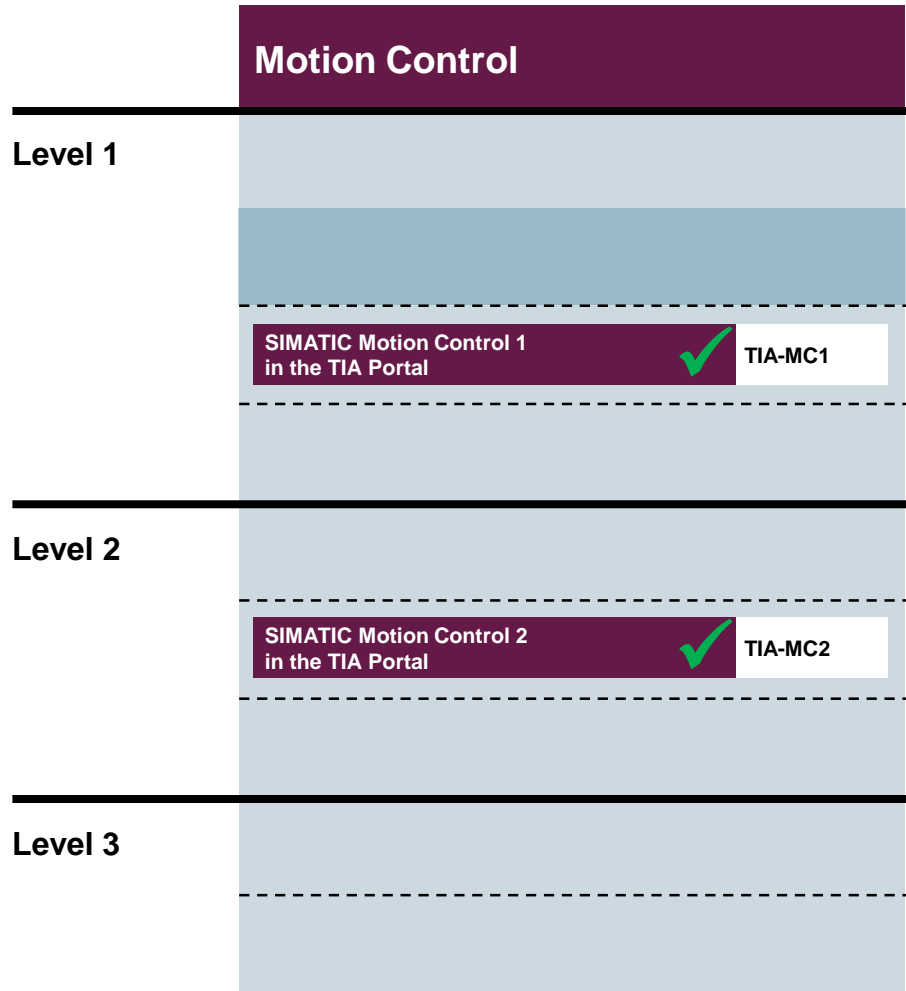 Motion Control
Level 1
SIMATIC Motion Control 1
in the TIA Portal
TIA-MC1
Level 2
SIMATIC Motion Control 2
in the TIA Portal
TIA-MC2
Level 3